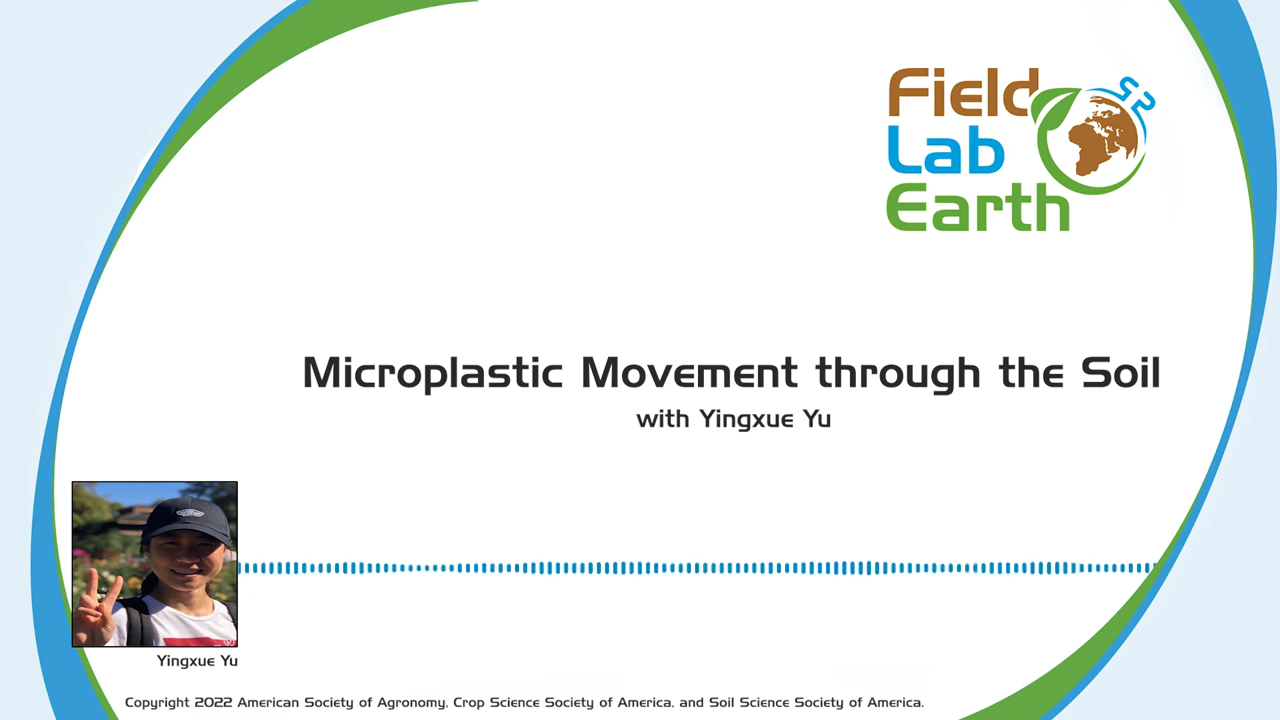 Field
Lab
Earth
Microplastic Movement through the Soil
with Yingxue Yu
Yingxue Yu
Copyright 2022 American Society of Agronomy, Crop Science Society of America, and Soil Science Society of America.